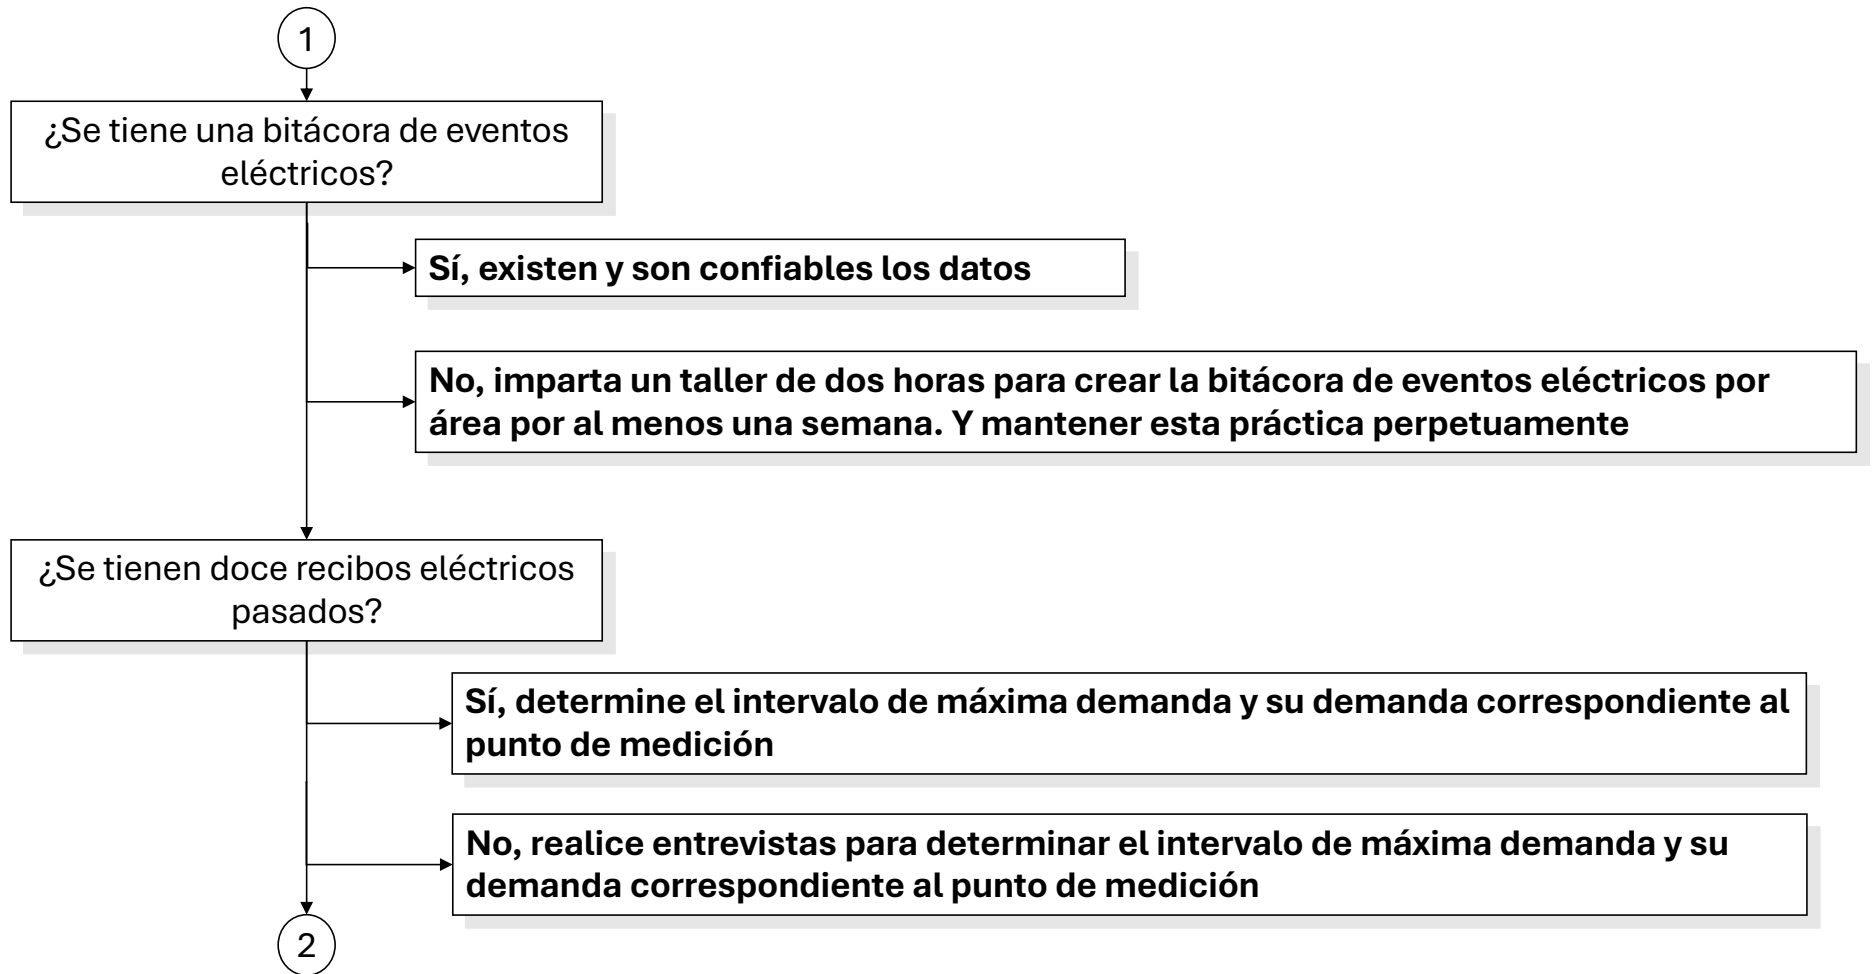 1
¿Se tiene una bitácora de eventos
eléctricos?
Sí, existen y son confiables los datos
No, imparta un taller de dos horas para crear la bitácora de eventos eléctricos por
área por al menos una semana. Y mantener esta práctica perpetuamente
¿Se tienen doce recibos eléctricos
pasados?
Sí, determine el intervalo de máxima demanda y su demanda correspondiente al
punto de medición
No, realice entrevistas para determinar el intervalo de máxima demanda y su
demanda correspondiente al punto de medición
2